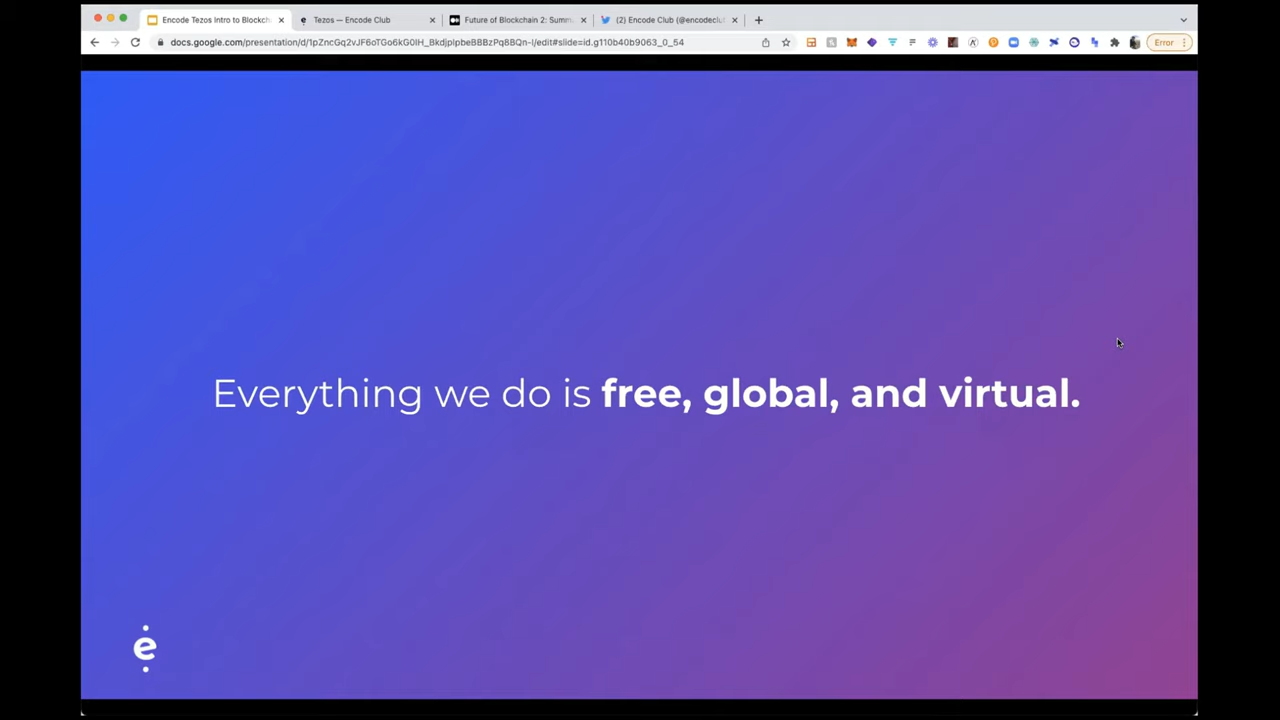 Encode Tezos Intro to Blockch
Tezos — Encode Club
Future of Blockchain 2: Summ
(2) Encode Club (@encodeclu
docs.google.com/presentation/d/1pZncGq2vJF6oTGo6kG0IH_BkdjpIpbeBBBzPq8BQn-I/edit#slide=id.g110b40b9063_0_54
Error
Everything we do is free, global, and virtual.
e